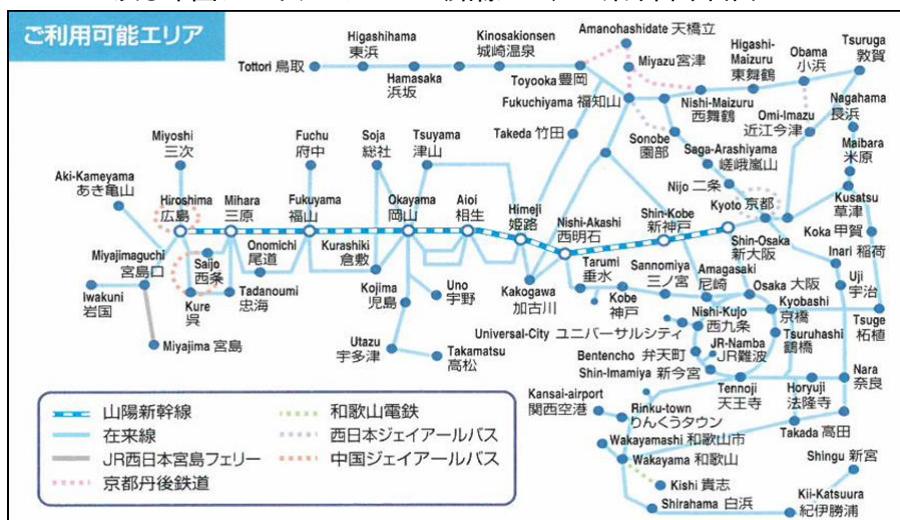 ご利用可能エリア
Tottori 鳥取
Higashihama
東浜
Hamasaka
浜坂
Kinosakionsen
城崎温泉
Toyooka 豊岡
Amanohashidate 天橋立
Miyazu 宮津
Fukuchiyama 福知山
Higashi-
Maizuru
東舞鶴
Nishi-Maizuru
西舞鶴
Obama
小浜
Tsuruga
敦賀
Nagahama
長浜
Omi-Imazu
近江今津
Maibara
米原
Takeda 竹田
Sonobe
園部
Saga-Arashiyama
嵯峨嵐山
Nijo 二条
Kyoto 京都
Kusatsu
草津
Koka 甲賀
Miyoshi
三次
Fuchu
府中
Soja
総社
Tsuyama
津山
Aki-Kameyama
あき亀山
Hiroshima
広島
Mihara
三原
Fukuyama
福山
Okayama
岡山
Aioi
相生
Himeji
姫路
Nishi-Akashi
西明石
Shin-Kobe
新神戸
Shin-Osaka
新大阪
Inari 稲荷
Miyajimaguchi
宮島口
Saijo
西条
Onomichi
尾道
Kurashiki
倉敷
Iwakuni
岩国
Kure
呉
Tadanoumi
忠海
Kojima
児島
Uno
宇野
Kakogawa
加古川
Tarumi
垂水
Kobe
神戸
Sannomiya
三ノ宮
Amagasaki
尼崎
Osaka 大阪
Uji
宇治
Kyobashi
京橋
Miyajima 宮島
Utazu
宇多津
Takamatsu
高松
Universal-City ユニバーサルシティ
Nishi-Kujo
西九条
Tsuruhashi
鶴橋
Tsuge
柘植
Bentencho 弁天町
JR-Namba
JR難波
Shin-Imamiya 新今宮
Tennoji
天王寺
Horyuji
法隆寺
Nara
奈良
Kansai-airport
関西空港
Rinku-town
りんくうタウン
Takada 高田
Wakayamashi 和歌山市
Wakayama 和歌山
Shingu 新宮
Kishi 貴志
Shirahama 白浜
Kii-Katsuura
紀伊勝浦
山陽新幹線
在来線
JR西日本宮島フェリー
京都丹後鉄道
和歌山電鉄
西日本ジェイアールバス
中国ジェイアールバス